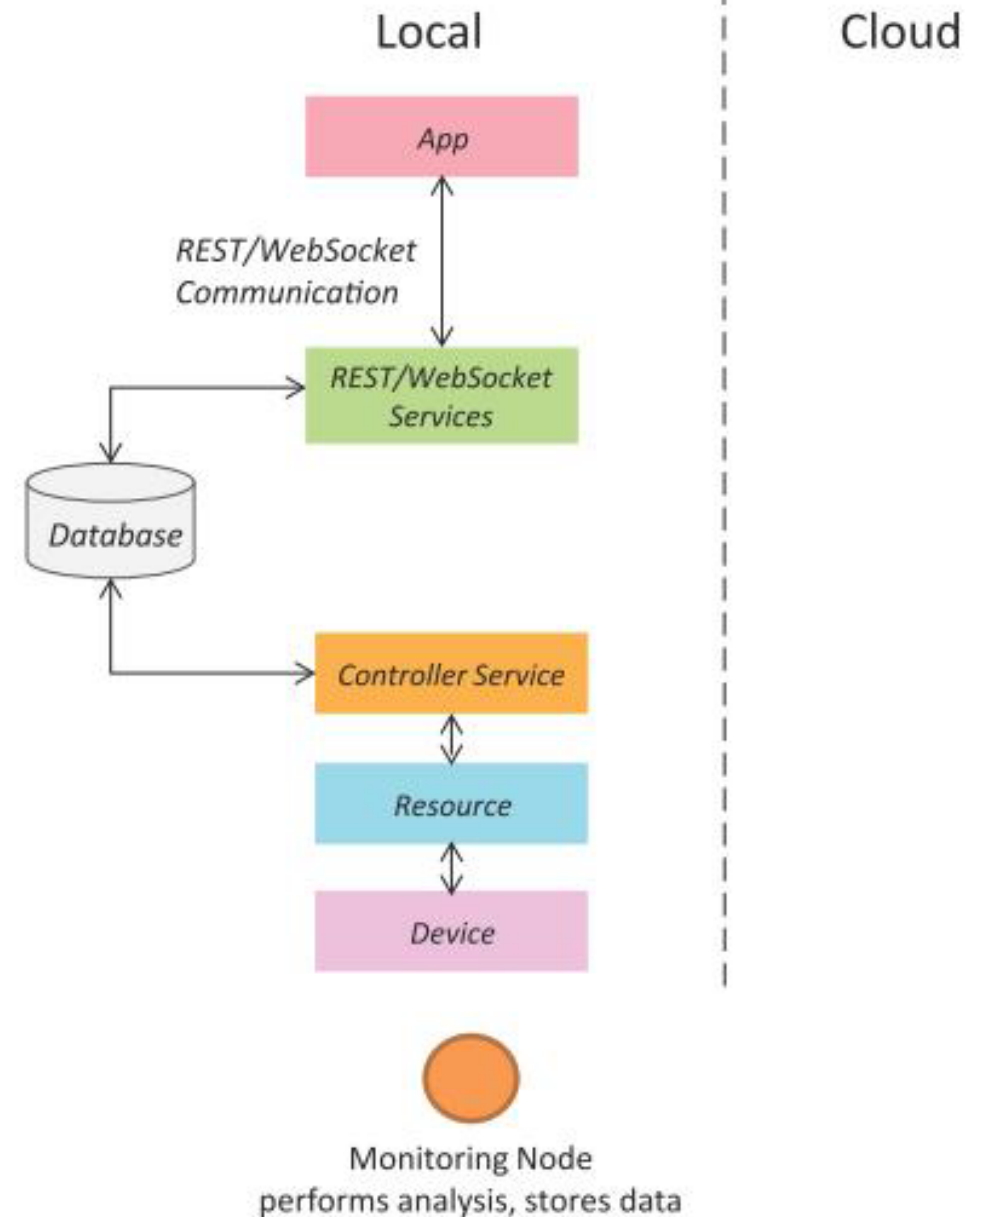 Local
Cloud
App
REST/WebSocket
Communication
REST/WebSocket
Services
Database
Controller Service
Resource
Device
Monitoring Node
performs analysis, stores data